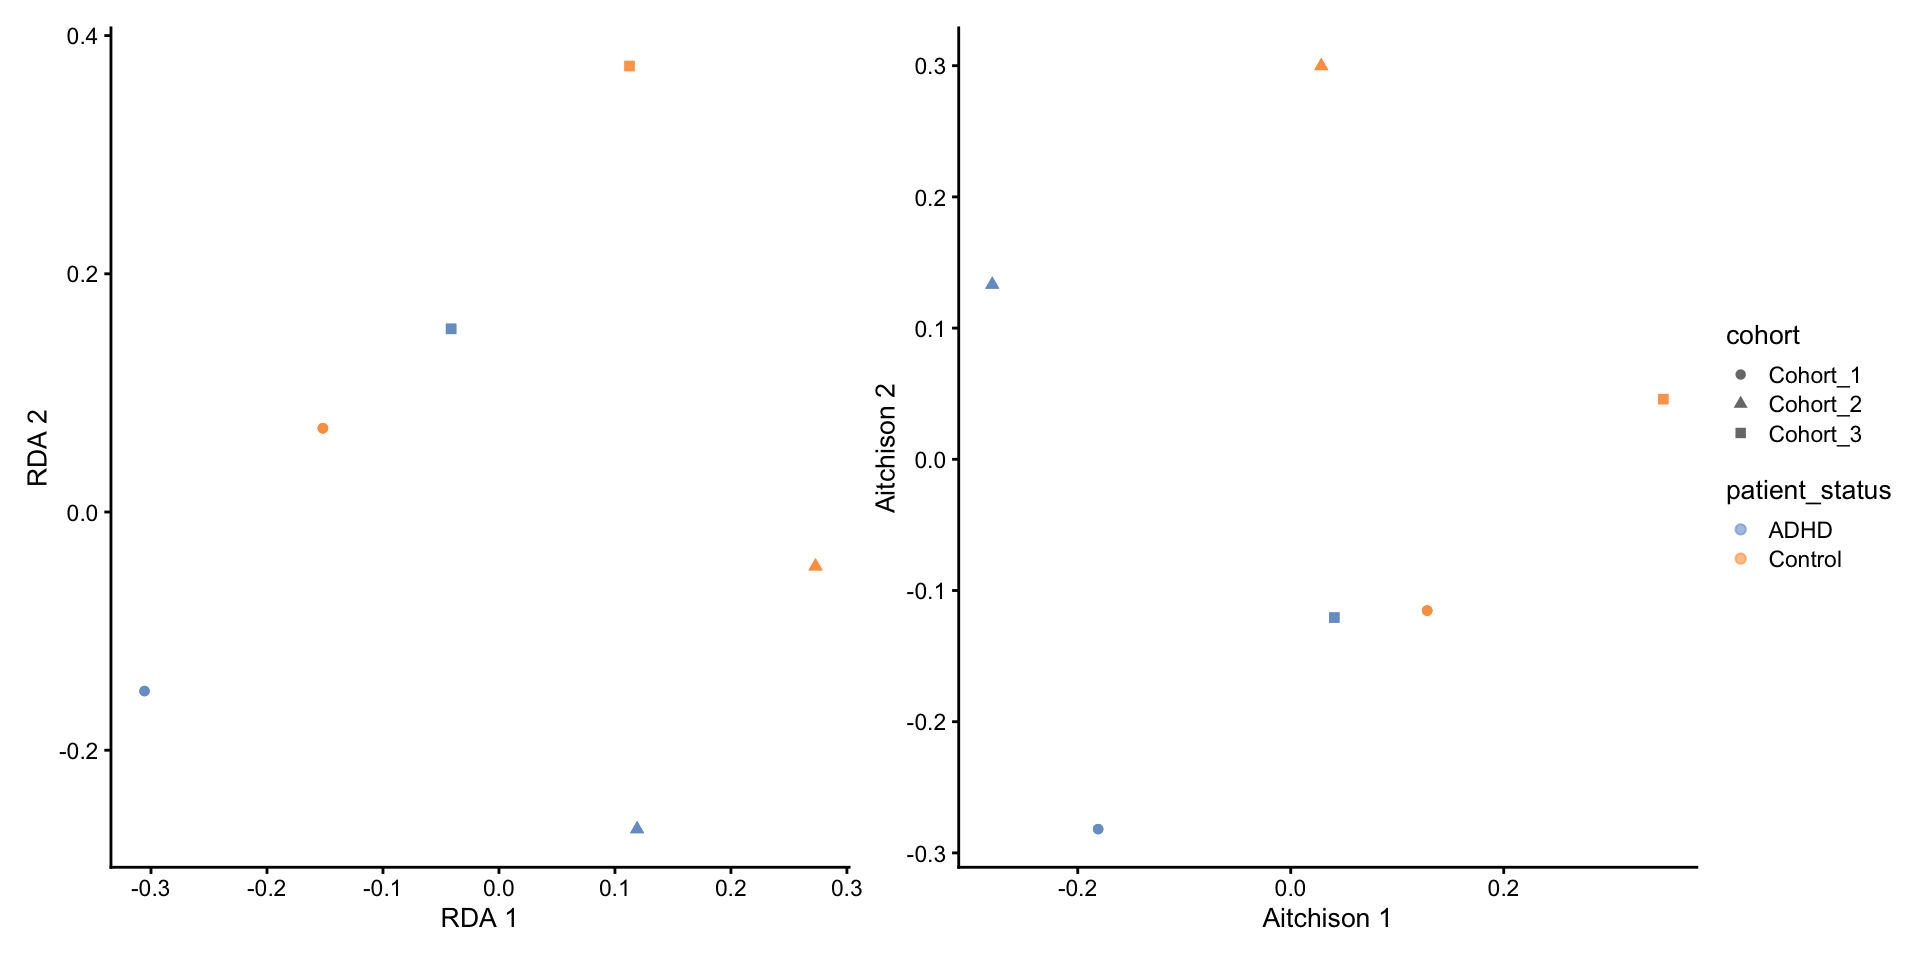 0.4
0.2
0.0
-0.2
RDA 2
-0.3
-0.2
-0.1
0.0
0.1
0.2
0.3
RDA 1
0.3
0.2
0.1
0.0
-0.1
-0.2
-0.3
Aitchison 2
-0.2
0.0
0.2
Aitchison 1
cohort
Cohort_1
Cohort_2
Cohort_3
patient_status
ADHD
Control